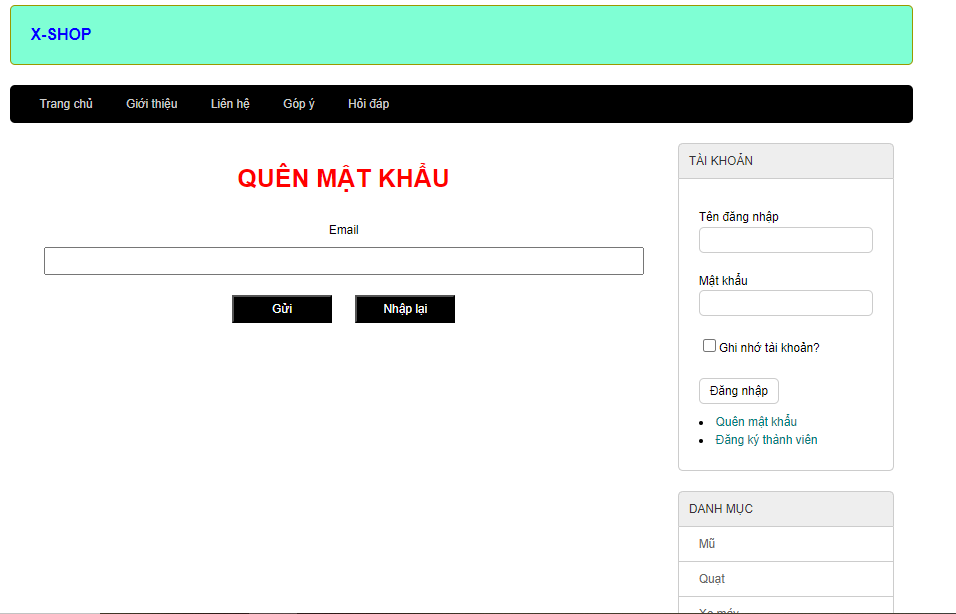 X-SHOP
Trang chủ Giới thiệu Liên hệ Góp ý Hỏi đáp
QUÊN MẬT KHẨU
Email
Gửi Nhập lại
TÀI KHOẢN
Tên đăng nhập
Mật khẩu
Ghi nhớ tài khoản?
Đăng nhập
Quên mật khẩu
Đăng ký thành viên
DANH MỤC
Mũ
Quạt
Xe máy